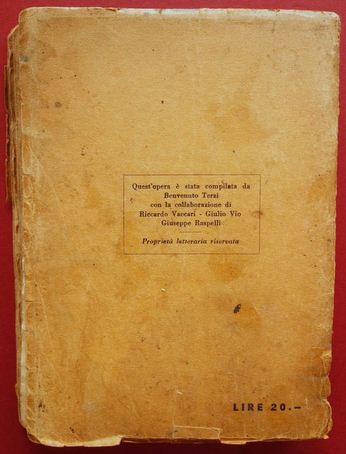 Quest'opera è stata compilata da
Benvenuto Terzi
con la collaborazione di
Riccardo Vaccari - Giulio Vio
Giuseppe Raspelli
Proprietà letteraria riservata
LIRE 20.–